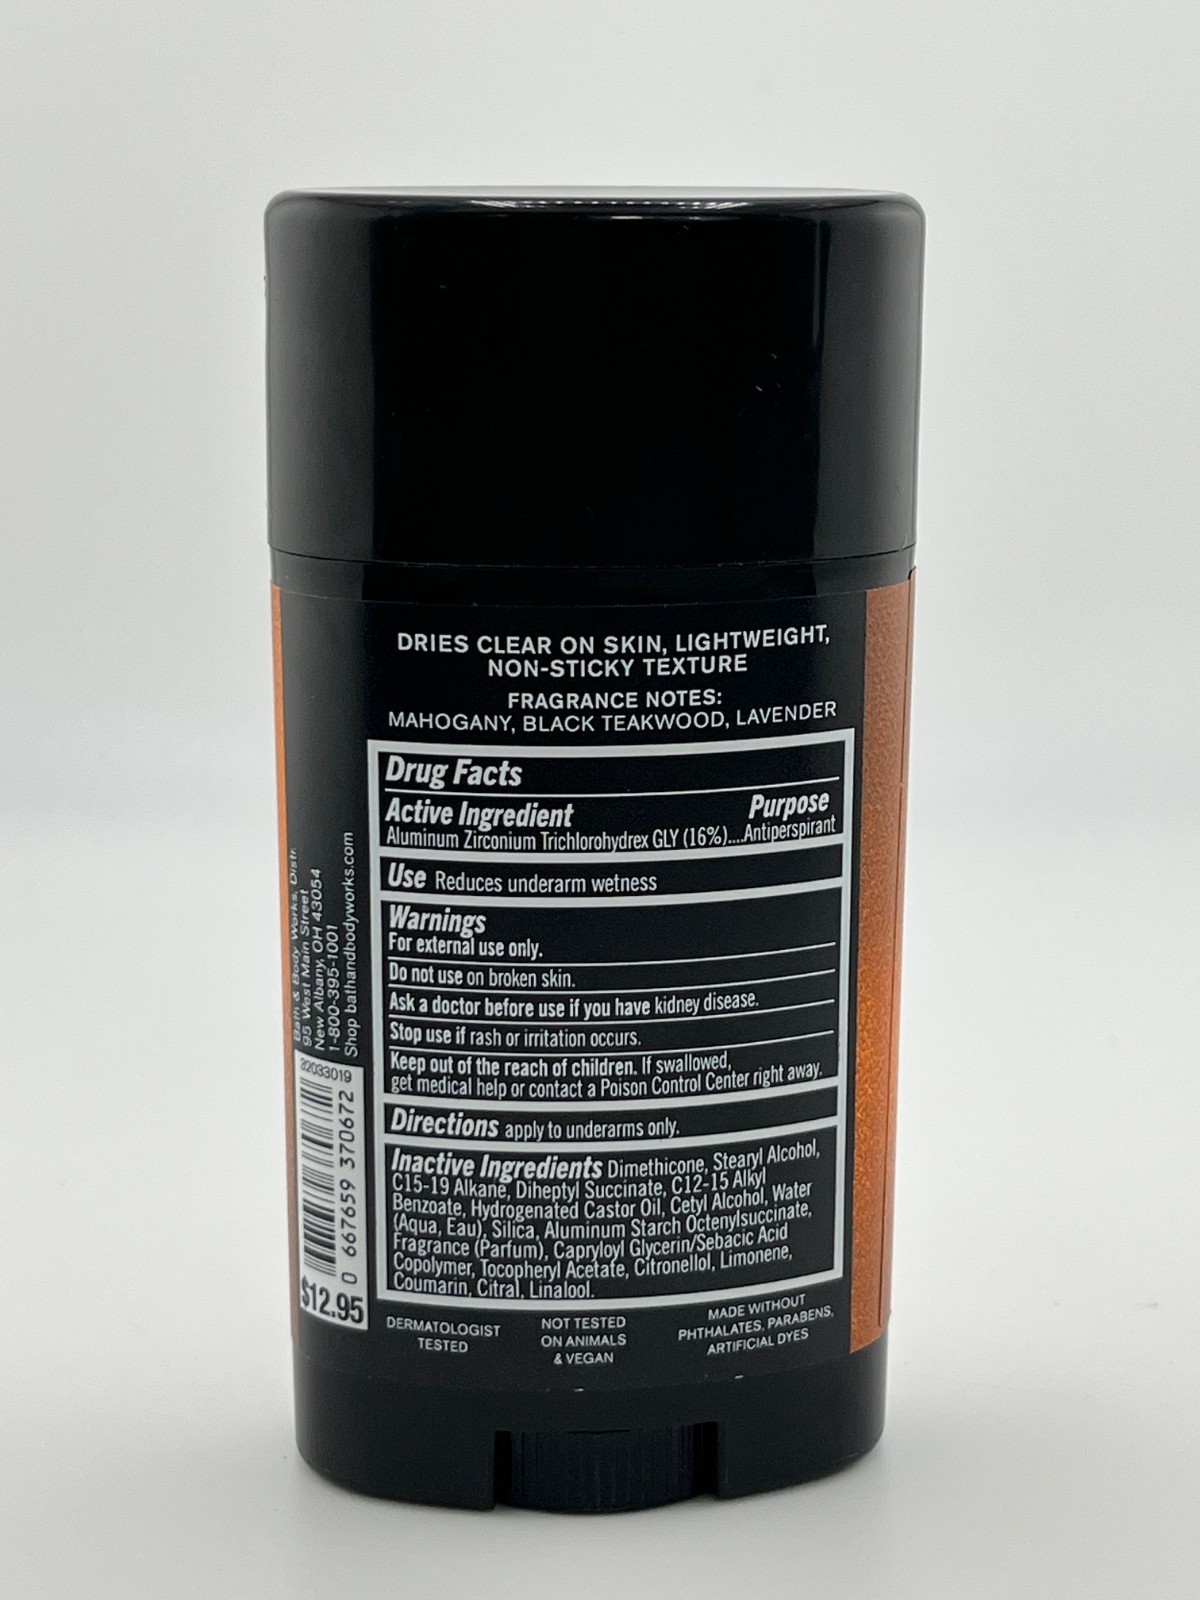 DRIES CLEAR ON SKIN, LIGHTWEIGHT,
NON-STICKY TEXTURE
FRAGRANCE NOTES:
MAHOGANY, BLACK TEAKWOOD, LAVENDER
Drug Facts
Active Ingredient Purpose
Aluminum Zirconium Trichlorohydrex GLY (16%)....Antiperspirant
Use Reduces underarm wetness
Warnings
For external use only.
Do not use on broken skin.
Ask a doctor before use if you have kidney disease.
Stop use if rash or irritation occurs.
Keep out of the reach of children. If swallowed,
get medical help or contact a Poison Control Center right away.
Directions apply to underarms only.
Inactive Ingredients Dimethicone, Stearyl Alcohol,
C15-19 Alkane, Diheptyl Succinate, C12-15 Alkyl
Benzoate, Hydrogenated Castor Oil, Cetyl Alcohol, Water
(Aqua, Eau), Silica, Aluminum Starch Octenylsuccinate,
Fragrance (Parfum), Capryloyl Glycerin/Sebacic Acid
Copolymer, Tocopheryl Acetate, Citronellol, Limonene,
Coumarin, Citral, Linalool.
DERMATOLOGIST
TESTED
NOT TESTED
ON ANIMALS
& VEGAN
MADE WITHOUT
PHTHALATES, PARABENS,
ARTIFICIAL DYES
Bath & Body Works, Distr.
95 West Main Street
New Albany, OH 43054
1-800-395-1001
Shop bathandbodyworks.com
32033019
0 667659 370672
$12.95